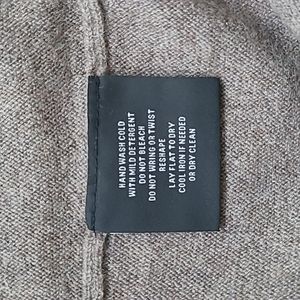 HAND WASH COLD
WITH MILD DETERGENT
DO NOT BLEACH
DO NOT WRING OR TWIST
RESHAPE
LAY FLAT TO DRY
COOL IRON IF NEEDED
OR DRY CLEAN